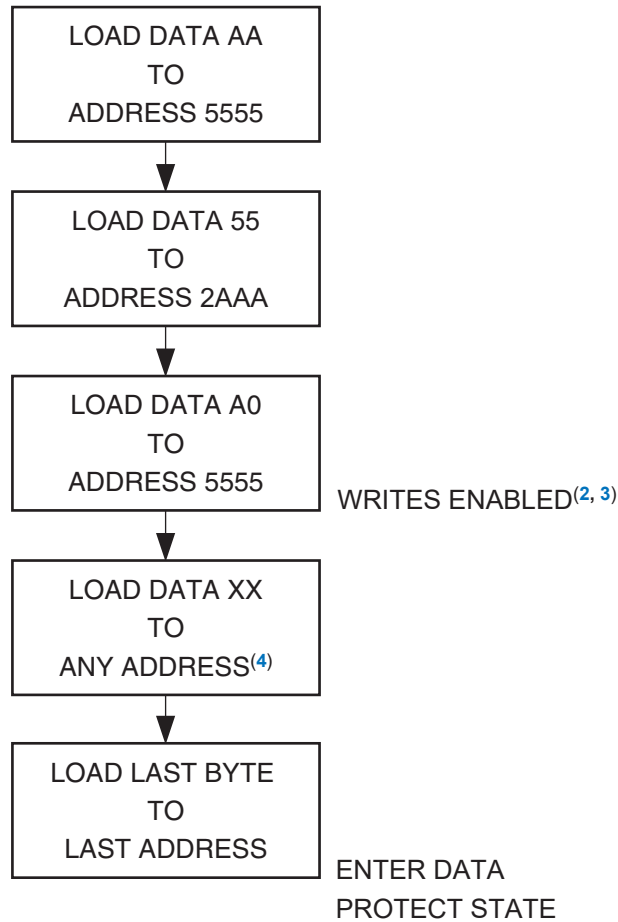 LOAD DATA AA
TO
ADDRESS 5555
LOAD DATA 55
TO
ADDRESS 2AAA
LOAD DATA A0
TO
ADDRESS 5555
WRITES ENABLED(2, 3)
LOAD DATA XX
TO
ANY ADDRESS(4)
LOAD LAST BYTE
TO
LAST ADDRESS
ENTER DATA
PROTECT STATE